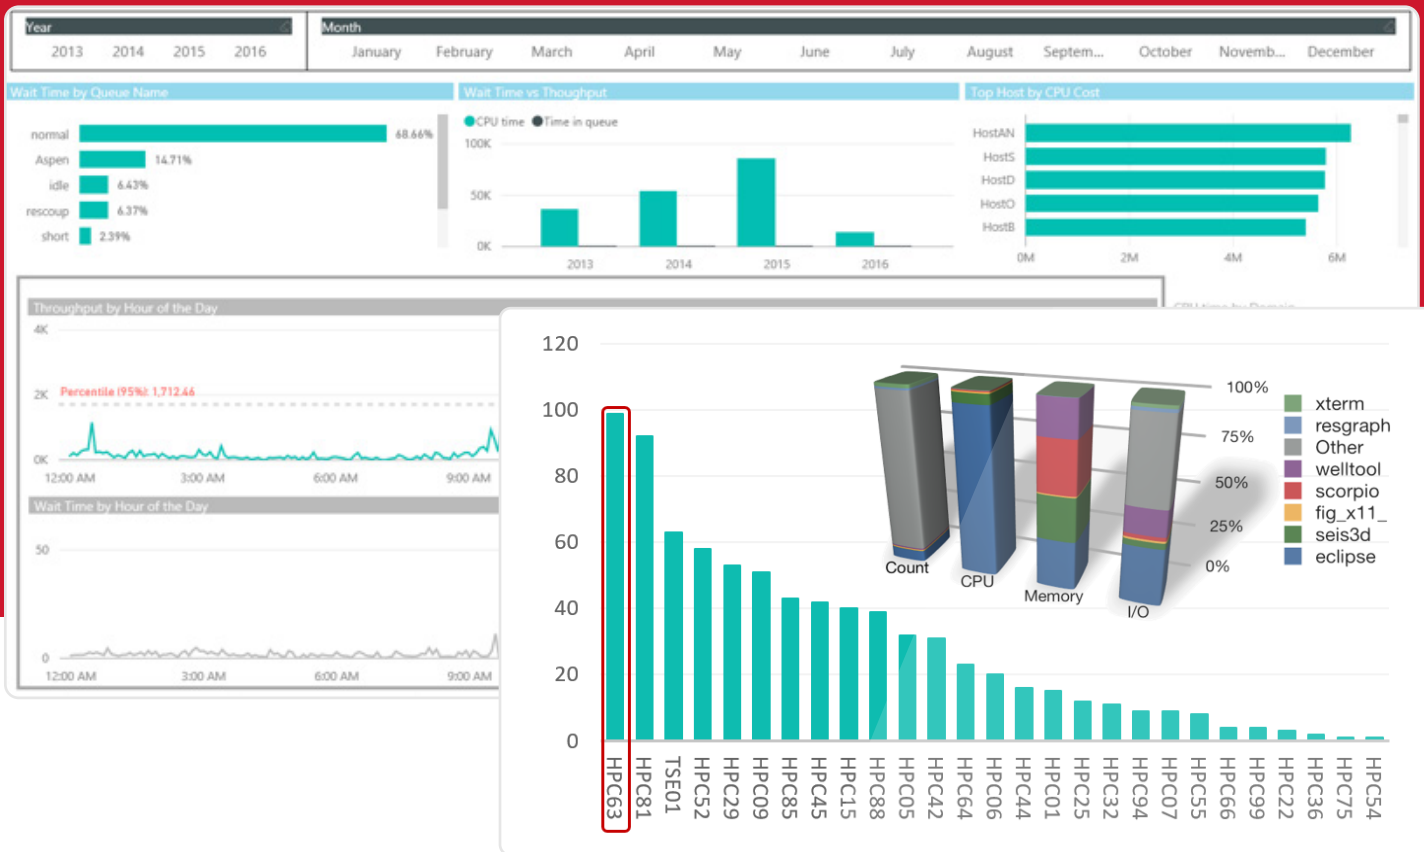 Year
Month
2013 2014 2015 2016
January February March April May June July August Septem... October Novemb... December
Wait Time by Queue Name
normal 68.66%
Aspen 14.71%
idle 6.43%
rescoup 6.37%
short 2.39%
Wait Time vs Thoughput
CPU time Time in queue
100K
50K
0K
2013 2014 2015 2016
Top Host by CPU Cost
HostAN
HostS
HostD
HostO
HostB
0M 2M 4M 6M
Throughput by Hour of the Day
4K
2K
Percentile (95%): 1,712.46
0K
12:00 AM 3:00 AM 6:00 AM 9:00 AM
Wait Time by Hour of the Day
50
0
12:00 AM 3:00 AM 6:00 AM 9:00 AM
CPU time by Domain
120
100
80
60
40
20
0
HPC63 HPC81 TSE01 HPC52 HPC29 HPC09 HPC85 HPC45 HPC15 HPC88 HPC05 HPC42 HPC64 HPC06 HPC44 HPC01 HPC25 HPC32 HPC94 HPC07 HPC55 HPC66 HPC99 HPC22 HPC36 HPC75 HPC54
100%
75%
50%
25%
0%
Count
CPU
Memory
I/O
xterm
resgraph
Other
welltool
scorpio
fig_x11_
seis3d
eclipse